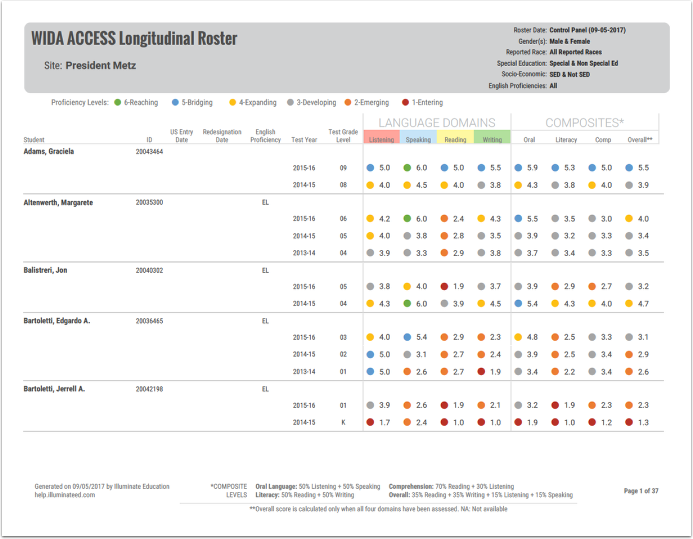 WIDA ACCESS Longitudinal Roster
Site: President Metz
Roster Date: Control Panel (09-05-2017)
Gender(s): Male & Female
Reported Race: All Reported Races
Special Education: Special & Non Special Ed
Socio-Economic: SED & Not SED
English Proficiencies: All
Proficiency Levels: 6-Reaching 5-Bridging 4-Expanding 3-Developing 2-Emerging 1-Entering
LANGUAGE DOMAINS COMPOSITES*
Student ID US Entry Date Redesignation Date English Proficiency Test Year Test Grade Level Listening Speaking Reading Writing Oral Literacy Comp Overall**
Adams, Graciela 20043464
2015-16 09 5.0 6.0 5.0 5.5 5.9 5.3 5.0 5.5
2014-15 08 4.0 4.5 4.0 3.8 4.3 3.8 4.0 3.9
Altenwerth, Margarete 20035300 EL
2015-16 06 4.2 6.0 2.4 4.3 5.5 3.5 3.0 4.0
2014-15 05 4.0 3.8 2.8 3.5 3.9 3.2 3.3 3.4
2013-14 04 3.9 3.3 2.9 3.8 3.7 3.4 3.3 3.5
Balistreri, Jon 20040302 EL
2015-16 05 3.8 4.0 1.9 3.7 3.9 2.9 2.7 3.2
2014-15 04 4.3 6.0 3.9 4.5 5.4 4.3 4.0 4.7
Bartoletti, Edgardo A. 20036465 EL
2015-16 03 4.0 5.4 2.9 2.3 4.8 2.5 3.3 3.1
2014-15 02 5.0 3.1 2.7 2.4 3.9 2.5 3.4 2.9
2013-14 01 5.0 2.6 2.7 1.9 3.4 2.2 3.4 2.6
Bartoletti, Jerrell A. 20042198 EL
2015-16 01 3.9 2.6 1.9 2.1 3.2 1.9 2.3 2.3
2014-15 K 1.7 2.4 1.0 1.0 1.9 1.0 1.2 1.3
Generated on 09/05/2017 by Illuminate Education
help.illuminateed.com
*COMPOSITE LEVELS
Oral Language: 50% Listening + 50% Speaking Comprehension: 70% Reading + 30% Listening
Literacy: 50% Reading + 50% Writing Overall: 35% Reading + 35% Writing + 15% Listening + 15% Speaking
Page 1 of 37
**Overall score is calculated only when all four domains have been assessed. NA: Not available